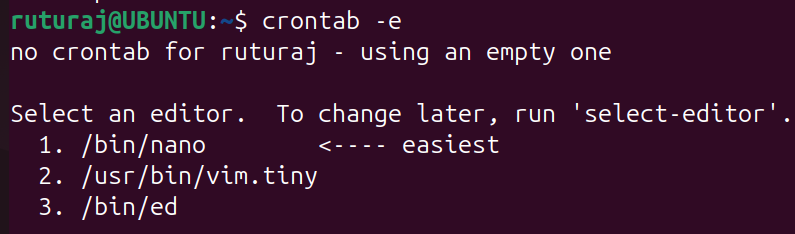 ruturaj@UBUNTU:~$ crontab -e
no crontab for ruturaj - using an empty one

Select an editor.  To change later, run 'select-editor'.
  1. /bin/nano        <---- easiest
  2. /usr/bin/vim.tiny
  3. /bin/ed